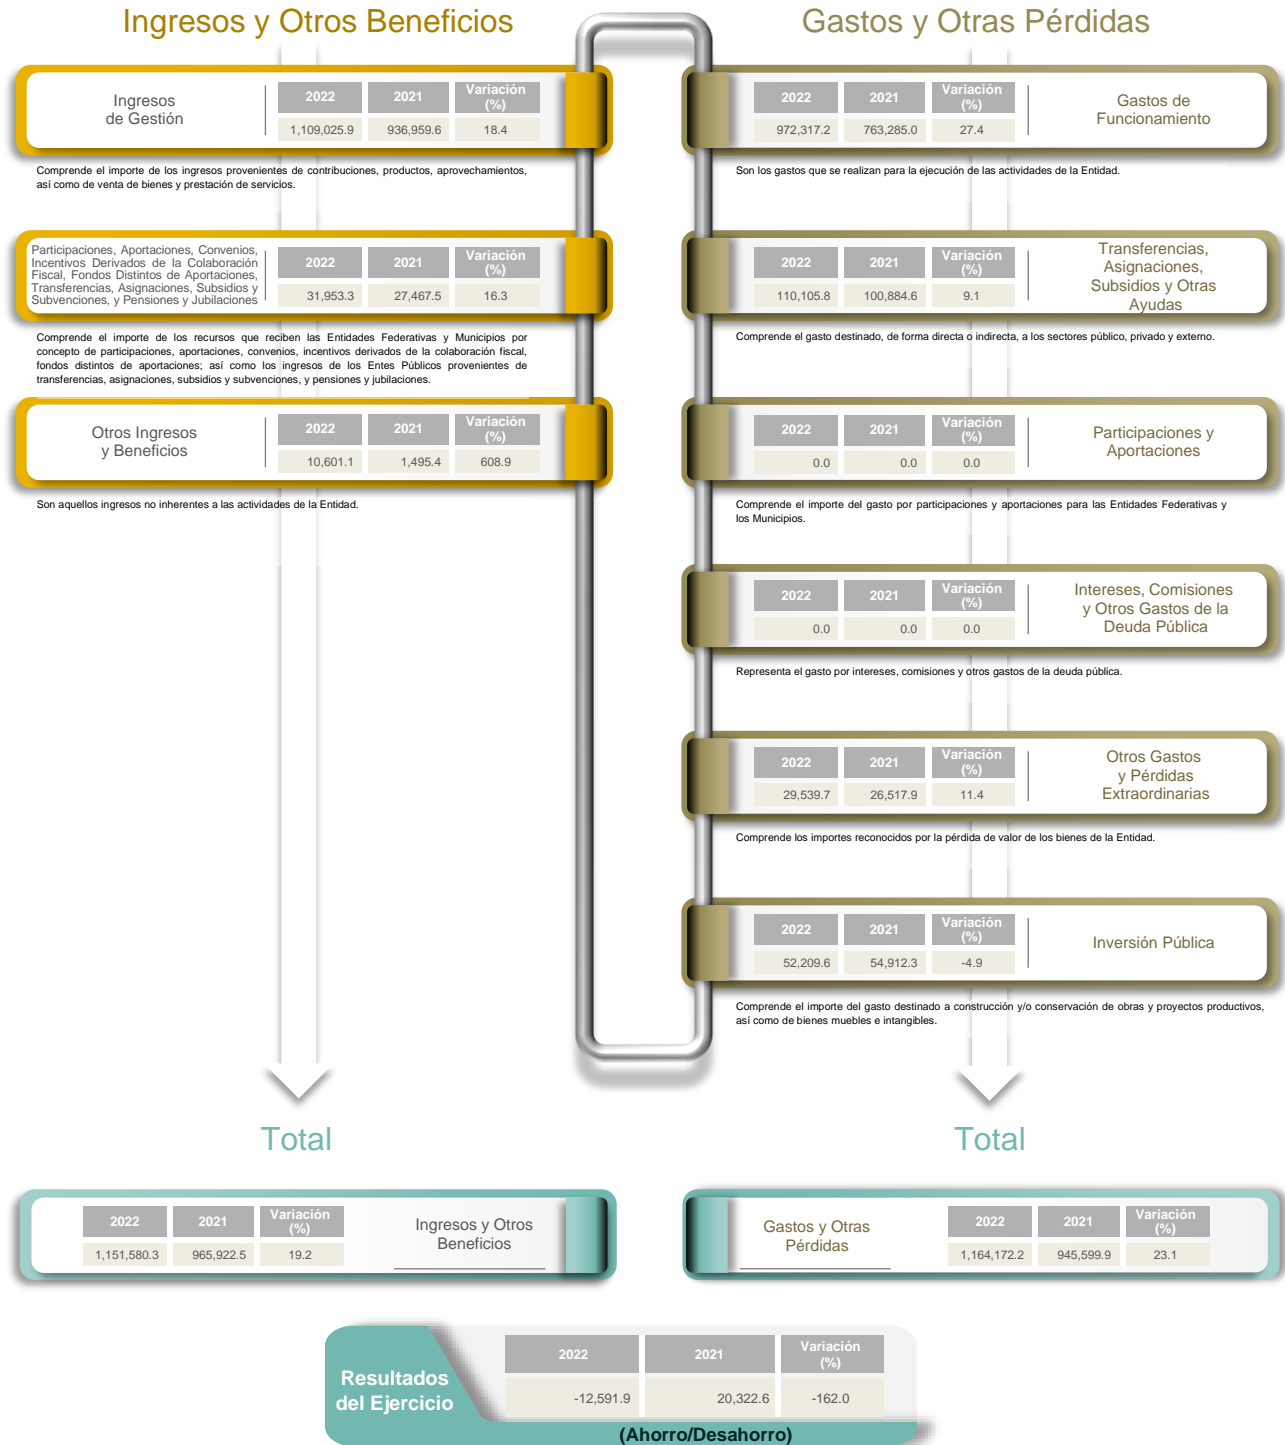 Ingresos y Otros Beneficios
Ingresos
de Gestión
2022 2021 Variación
(%)
1,109,025.9 936,959.6 18.4
Comprende el importe de los ingresos provenientes de contribuciones, productos, aprovechamientos,
así como de venta de bienes y prestación de servicios.
Participaciones, Aportaciones, Convenios,
Incentivos Derivados de la Colaboración
Fiscal, Fondos Distintos de Aportaciones,
Transferencias, Asignaciones, Subsidios y
Subvenciones, y Pensiones y Jubilaciones
2022 2021 Variación
(%)
31,953.3 27,467.5 16.3
Comprende el importe de los recursos que reciben las Entidades Federativas y Municipios por
concepto de participaciones, aportaciones, convenios, incentivos derivados de la colaboración fiscal,
fondos distintos de aportaciones; así como los ingresos de los Entes Públicos provenientes de
transferencias, asignaciones, subsidios y subvenciones, y pensiones y jubilaciones.
Otros Ingresos
y Beneficios
2022 2021 Variación
(%)
10,601.1 1,495.4 608.9
Son aquellos ingresos no inherentes a las actividades de la Entidad.
Gastos y Otras Pérdidas
2022 2021 Variación
(%)
972,317.2 763,285.0 27.4
Gastos de
Funcionamiento
Son los gastos que se realizan para la ejecución de las actividades de la Entidad.
2022 2021 Variación
(%)
110,105.8 100,884.6 9.1
Transferencias,
Asignaciones,
Subsidios y Otras
Ayudas
Comprende el gasto destinado, de forma directa o indirecta, a los sectores público, privado y externo.
2022 2021 Variación
(%)
0.0 0.0 0.0
Participaciones y
Aportaciones
Comprende el importe del gasto por participaciones y aportaciones para las Entidades Federativas y
los Municipios.
2022 2021 Variación
(%)
0.0 0.0 0.0
Intereses, Comisiones
y Otros Gastos de la
Deuda Pública
Representa el gasto por intereses, comisiones y otros gastos de la deuda pública.
2022 2021 Variación
(%)
29,539.7 26,517.9 11.4
Otros Gastos
y Pérdidas
Extraordinarias
Comprende los importes reconocidos por la pérdida de valor de los bienes de la Entidad.
2022 2021 Variación
(%)
52,209.6 54,912.3 -4.9
Inversión Pública
Comprende el importe del gasto destinado a construcción y/o conservación de obras y proyectos productivos,
así como de bienes muebles e intangibles.
Total
2022 2021 Variación
(%)
1,151,580.3 965,922.5 19.2
Ingresos y Otros
Beneficios
Total
Gastos y Otras
Pérdidas
2022 2021 Variación
(%)
1,164,172.2 945,599.9 23.1
Resultados
del Ejercicio
2022 2021 Variación
(%)
-12,591.9 20,322.6 -162.0
(Ahorro/Desahorro)